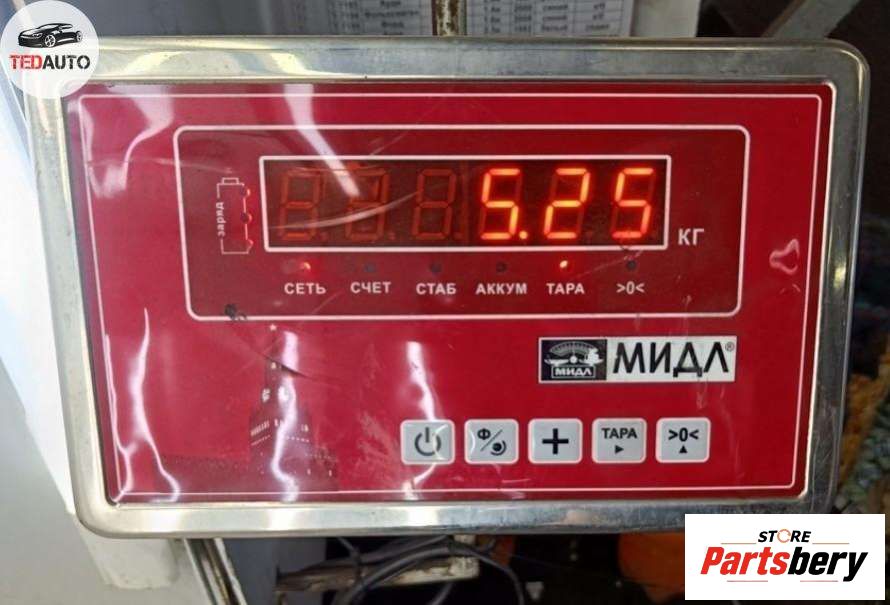 TEDAUTO
заряд
5.25
КГ
СЕТЬ СЧЕТ СТАБ АККУМ ТАРА >0<
МИДЛ
МИДЛ®
Ф
+
ТАРА
>0<
STORE
Partsbery